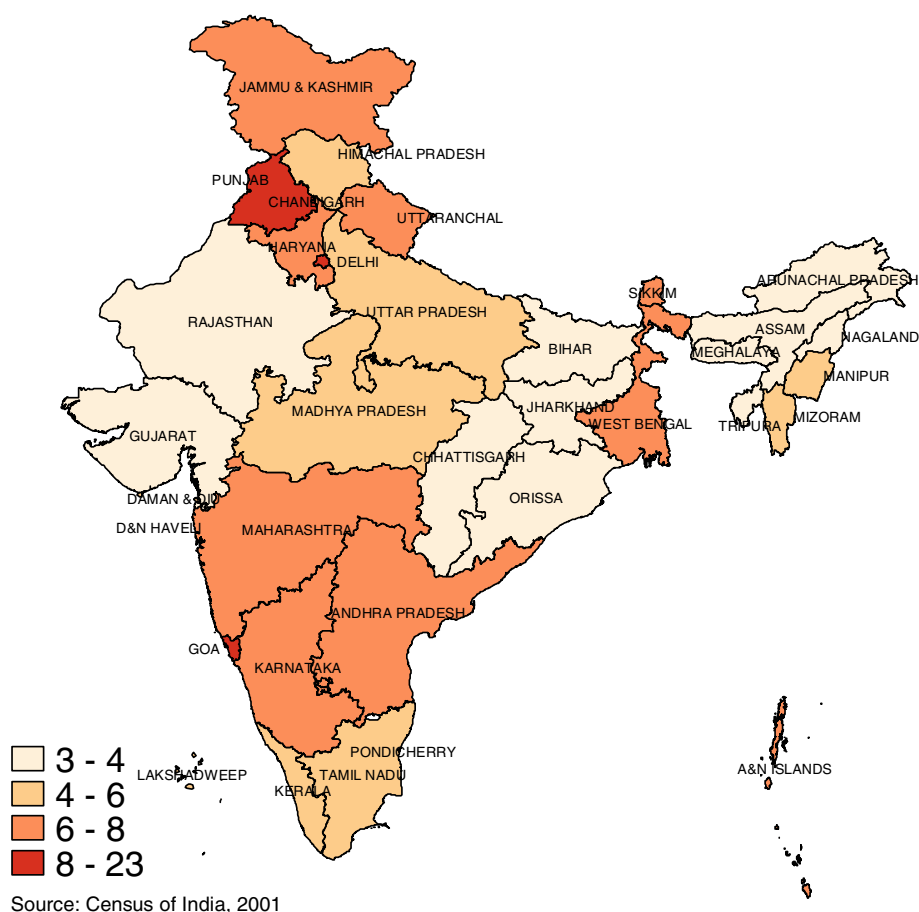 JAMMU & KASHMIR
HIMACHAL PRADESH
PUNJAB
CHANDIGARH
UTTARANCHAL
HARYANA
DELHI
ARUNACHAL PRADESH
SIKKIM
UTTAR PRADESH
RAJASTHAN
ASSAM
NAGALAND
BIHAR
MEGHALAYA
MANIPUR
MADHYA PRADESH
JHARKHAND
MIZORAM
WEST BENGAL
TRIPURA
GUJARAT
CHHATTISGARH
DAMAN & DIU
ORISSA
D&N HAVELI
MAHARASHTRA
ANDHRA PRADESH
GOA
KARNATAKA
PONDICHERRY
LAKSHADWEEP
TAMIL NADU
A&N ISLANDS
KERALA
3 - 4
4 - 6
6 - 8
8 - 23
Source: Census of India, 2001